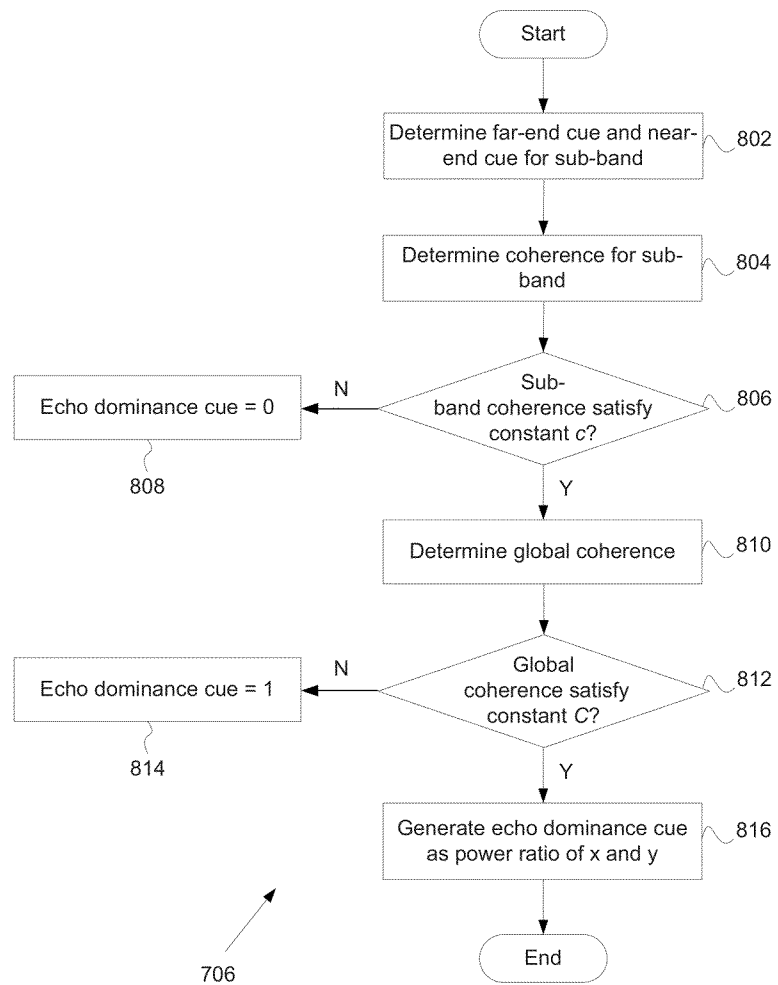 Start
Determine far-end cue and near-
end cue for sub-band
802
Determine coherence for sub-
band
804
Sub-
band coherence satisfy
constant c?
806
N
Echo dominance cue = 0
808
Y
Determine global coherence
810
Global
coherence satisfy
constant C?
812
N
Echo dominance cue = 1
814
Y
Generate echo dominance cue
as power ratio of x and y
816
End
706